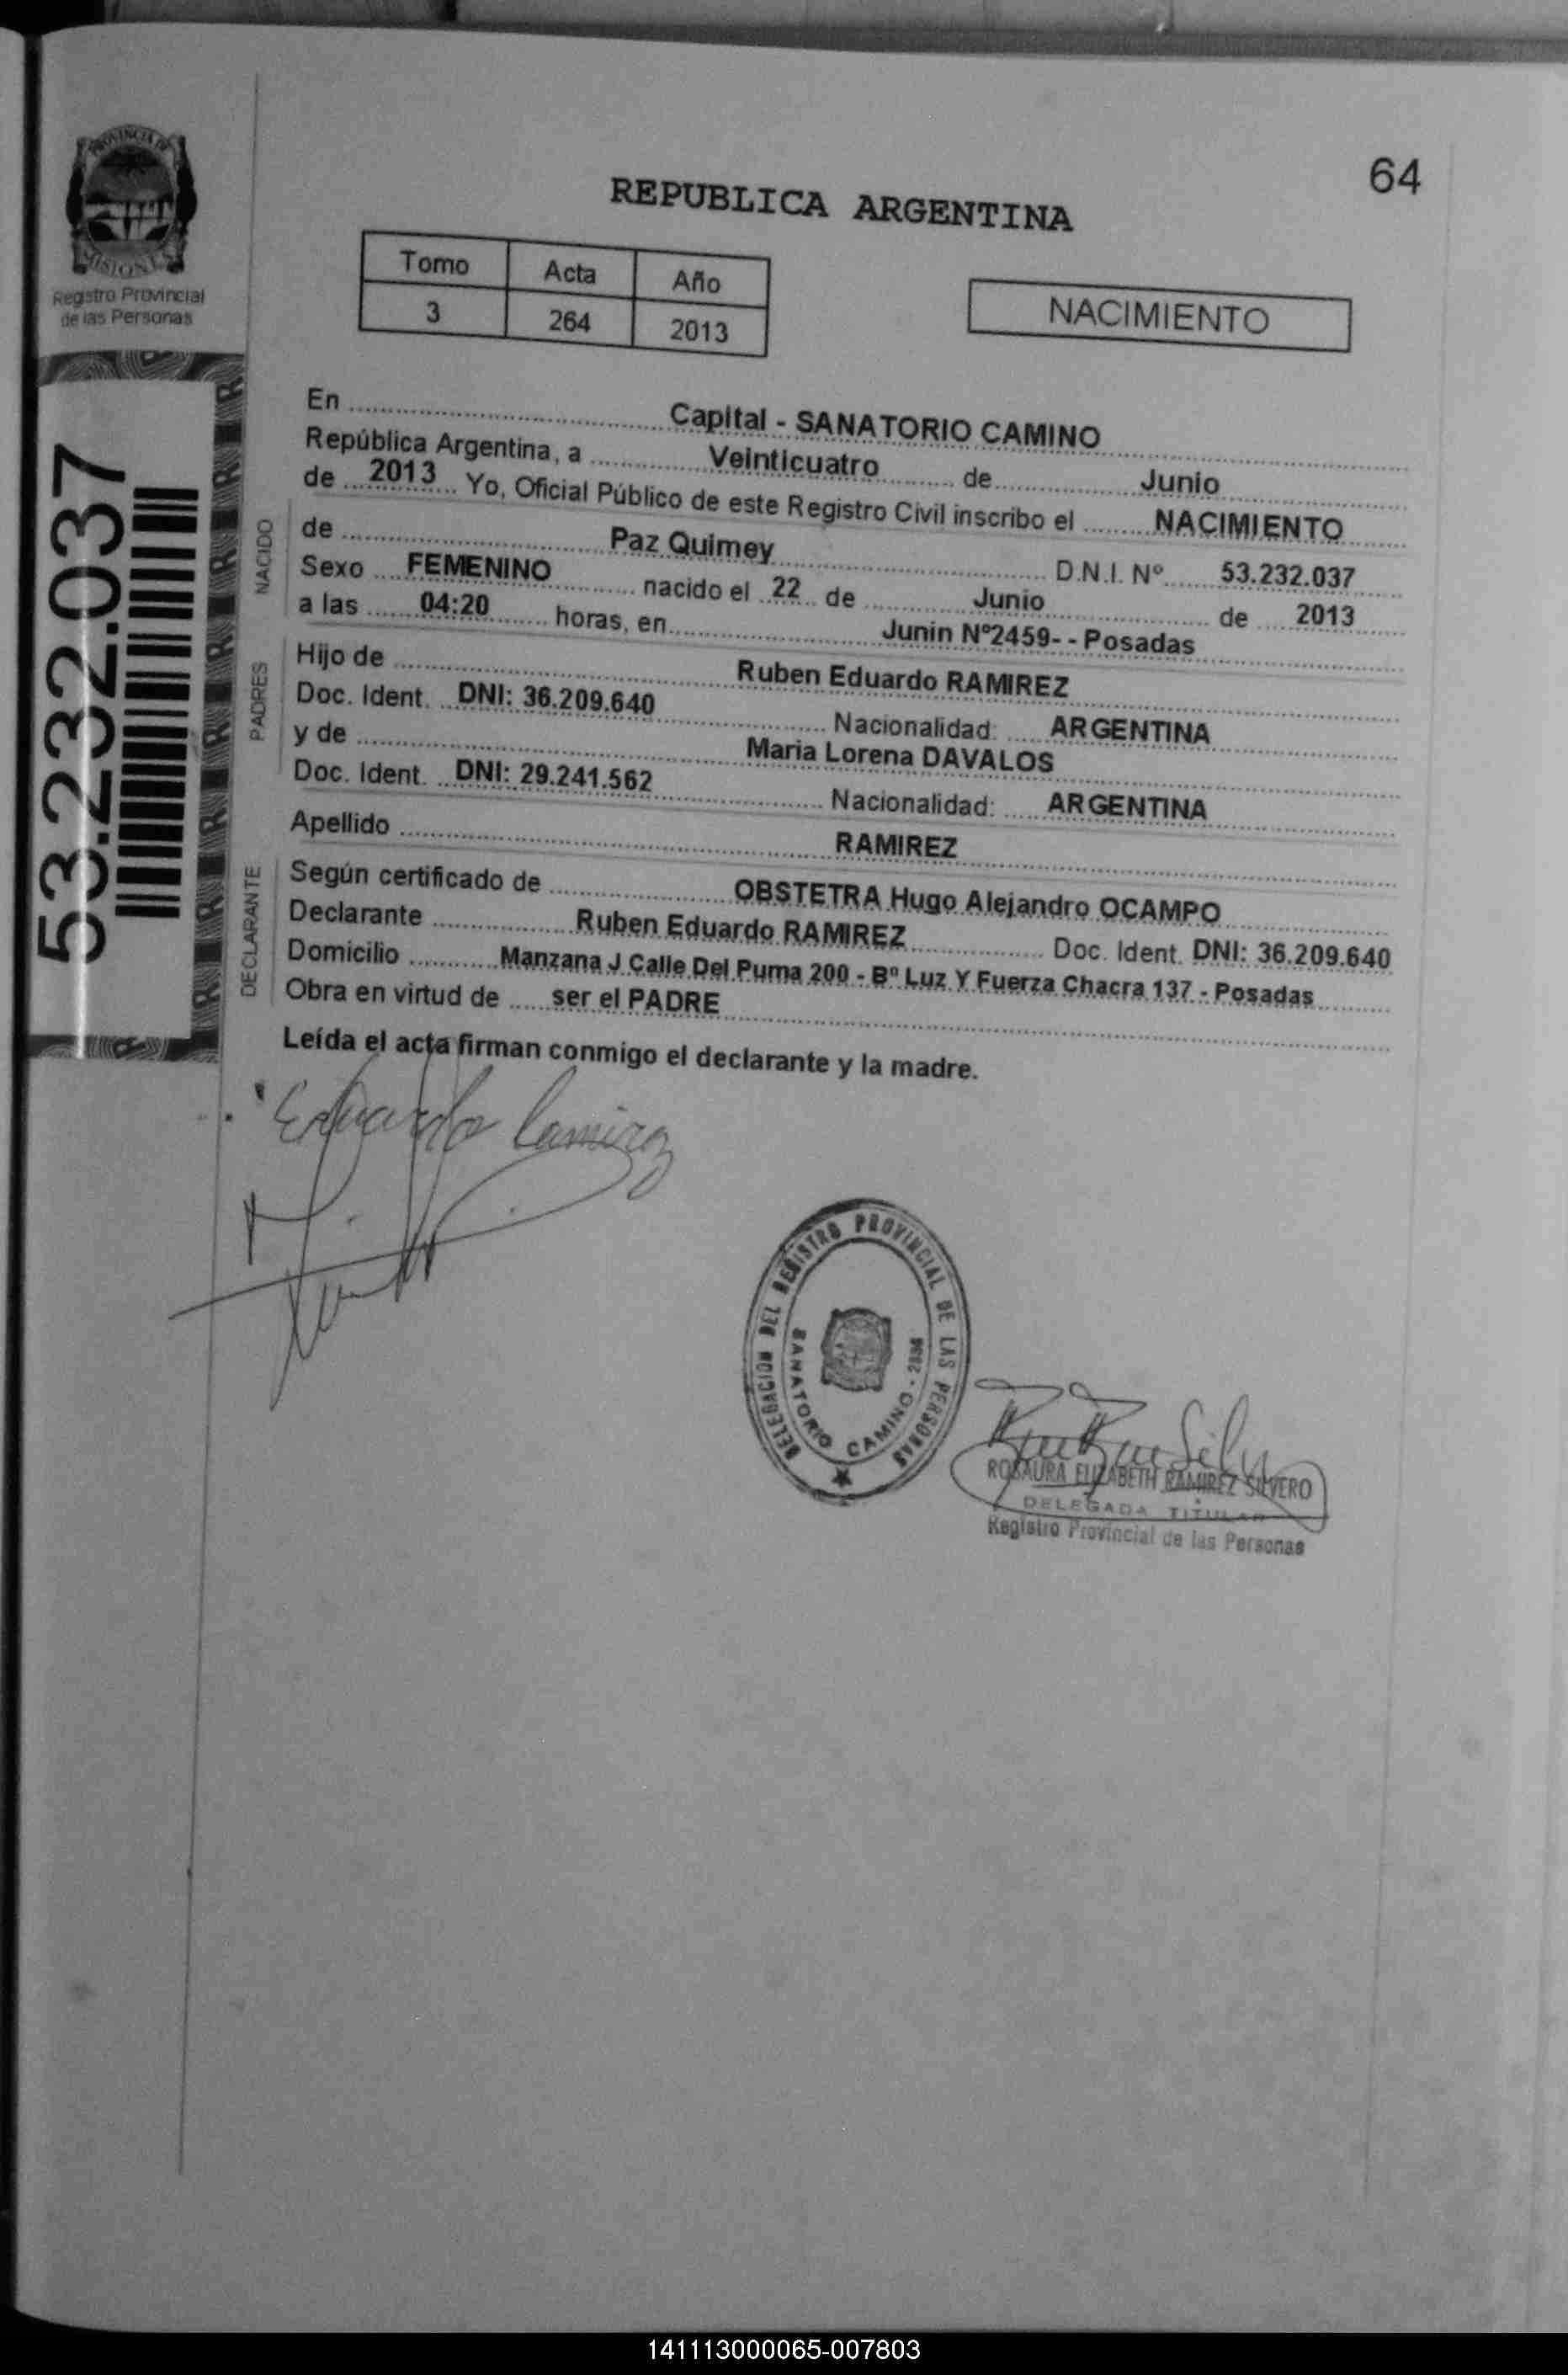 64
PROVINCIA DE
MISIONES
Registro Provincial
de las Personas
REPUBLICA ARGENTINA
Tomo Acta Año
3 264 2013
NACIMIENTO
53.232.037
En Capital - SANATORIO CAMINO
República Argentina, a Veinticuatro de Junio
de 2013 Yo, Oficial Público de este Registro Civil inscribo el NACIMIENTO
NACIDO
de Paz Quimey D.N.I. Nº 53.232.037
Sexo FEMENINO nacido el 22 de Junio de 2013
a las 04:20 horas, en Junin Nº2459- - Posadas
PADRES
Hijo de Ruben Eduardo RAMIREZ
Doc. Ident. DNI: 36.209.640 Nacionalidad: ARGENTINA
y de Maria Lorena DAVALOS
Doc. Ident. DNI: 29.241.562 Nacionalidad: ARGENTINA
Apellido RAMIREZ
DECLARANTE
Según certificado de OBSTETRA Hugo Alejandro OCAMPO
Declarante Ruben Eduardo RAMIREZ Doc. Ident. DNI: 36.209.640
Domicilio Manzana J Calle Del Puma 200 - Bº Luz Y Fuerza Chacra 137 - Posadas
Obra en virtud de ser el PADRE
Leída el acta firman conmigo el declarante y la madre.
Eduardo Ramirez
DELEGACION DEL REGISTRO PROVINCIAL DE LAS PERSONAS
SANATORIO CAMINO -
ROSAURA ELIZABETH RAMIREZ SILVERO
DELEGADA TITULAR
Registro Provincial de las Personas
141113000065-007803